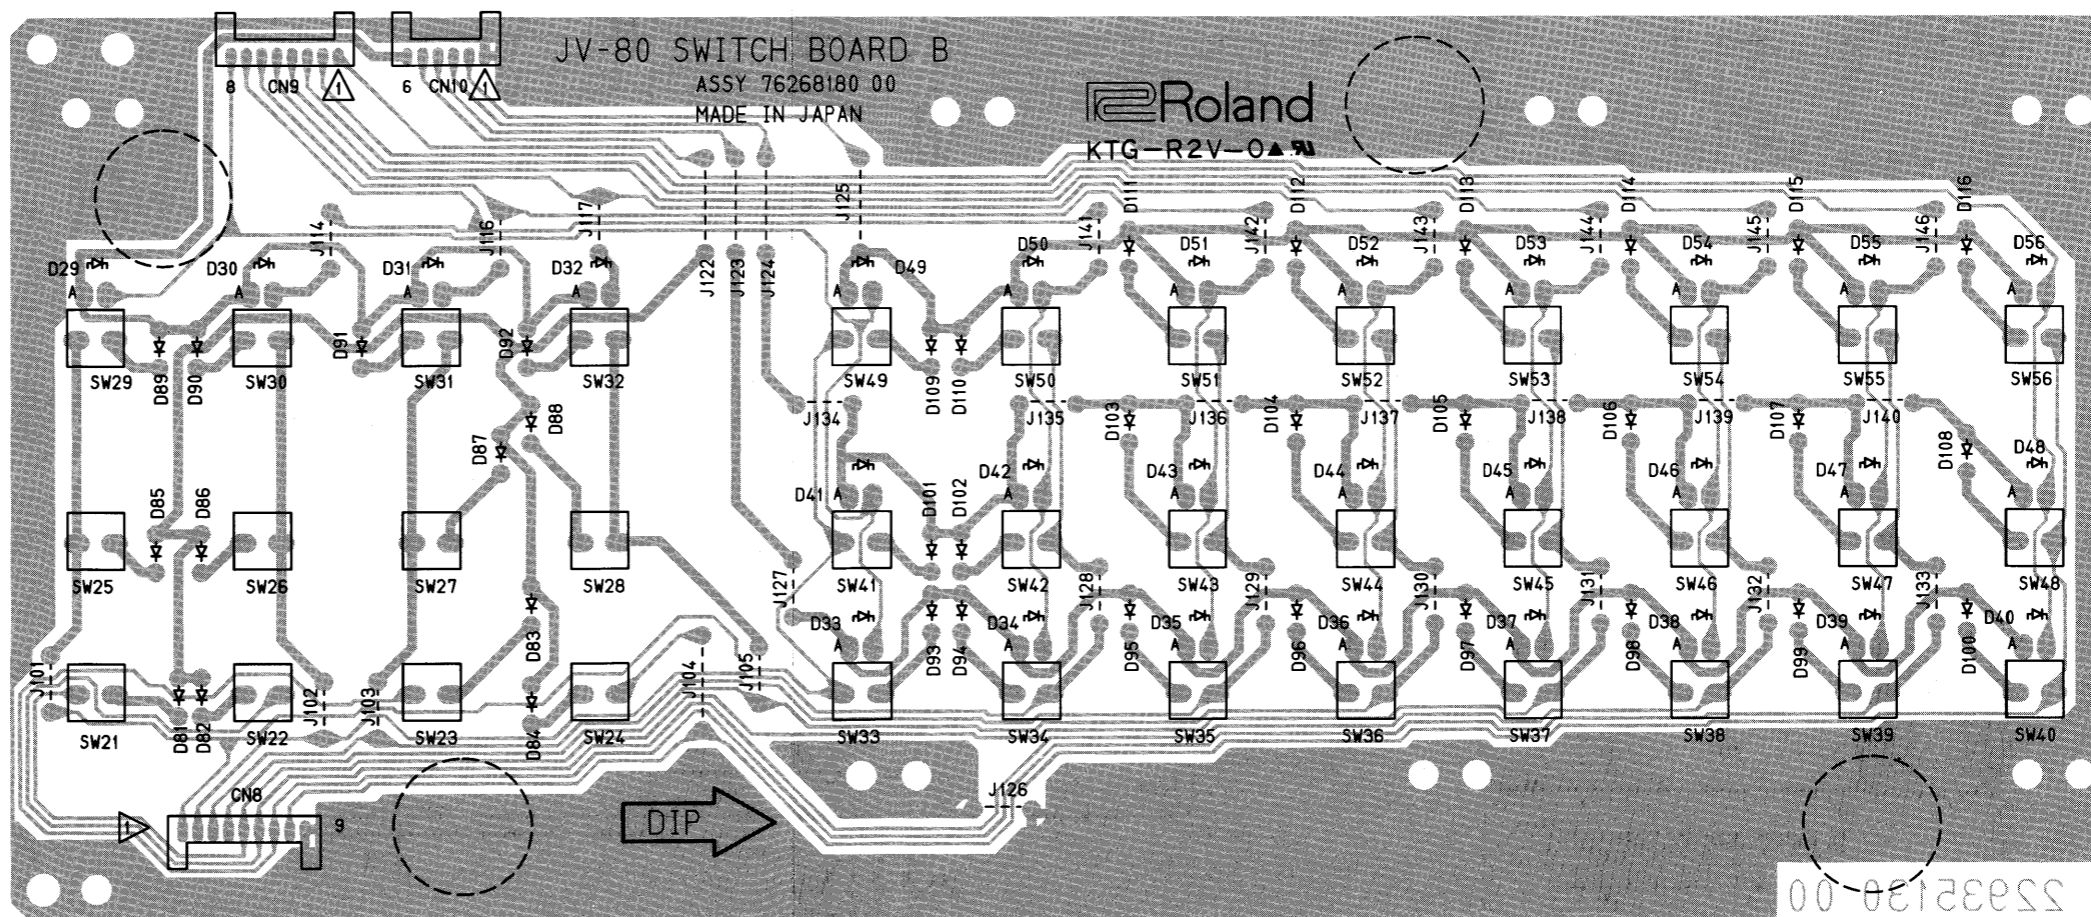 JV-80 SWITCH BOARD B
ASSY 76268180 00
MADE IN JAPAN
Roland
KTG-R2V-0
8 CN9 1 6 CN10 1
J114 J116 J117 J125 J141 D111 J142 D112 J143 D113 J144 D114 J145 D115 J146 D116
D29 D30 D31 D32 J122 J123 J124 D49 D50 D51 D52 D53 D54 D55 D56
A A A A A A A A A A A A
D89 D90 D91 D92 D109 D110
SW29 SW30 SW31 SW32 SW49 SW50 SW51 SW52 SW53 SW54 SW55 SW56
D87 D88 J134 J135 D103 J136 D104 J137 D105 J138 D106 J139 D107 J140 D108
D85 D86 D41 D101 D102 D42 D43 D44 D45 D46 D47 D48
A A A A A A A A
SW25 SW26 SW27 SW28 SW41 SW42 SW43 SW44 SW45 SW46 SW47 SW48
J127 J128 J129 J130 J131 J132 J133
D83 D33 D34 D35 D36 D37 D38 D39 D40
A A A A A A A A
J101 J102 J103 J104 J105 D93 D94 D95 D96 D97 D98 D99 D100
D81 D82 D84
SW21 SW22 SW23 SW24 SW33 SW34 SW35 SW36 SW37 SW38 SW39 SW40
CN8 J126
1 9 DIP
22935130 00